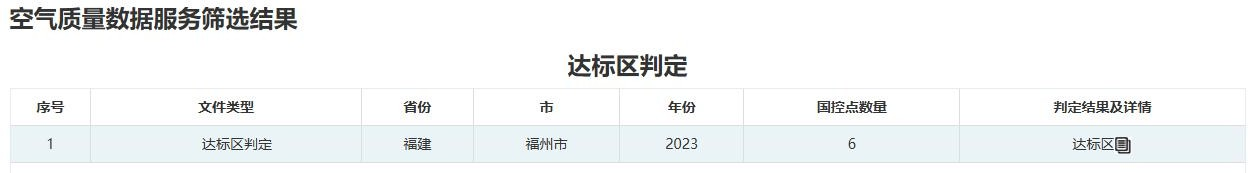 空气质量数据服务筛选结果
达标区判定
序号 文件类型 省份 市 年份 国控点数量 判定结果及详情
1 达标区判定 福建 福州市 2023 6 达标区